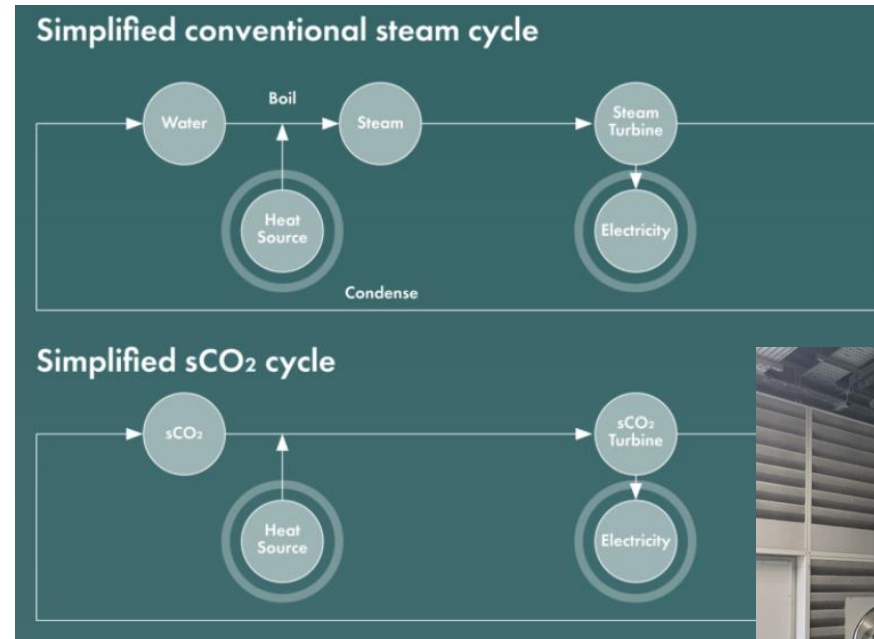 Simplified conventional steam cycle
Boil
Water
Steam
Steam
Turbine
Heat
Source
Electricity
Condense
Simplified sCO₂ cycle
sCO₂
sCO₂
Turbine
Heat
Source
Electricity